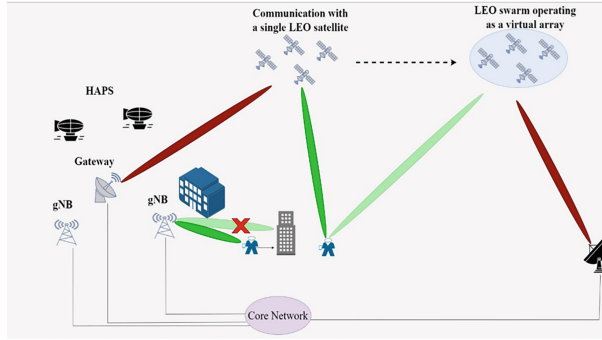 Communication with
a single LEO satellite
LEO swarm operating
as a virtual array
HAPS
Gateway
gNB
gNB
Core Network